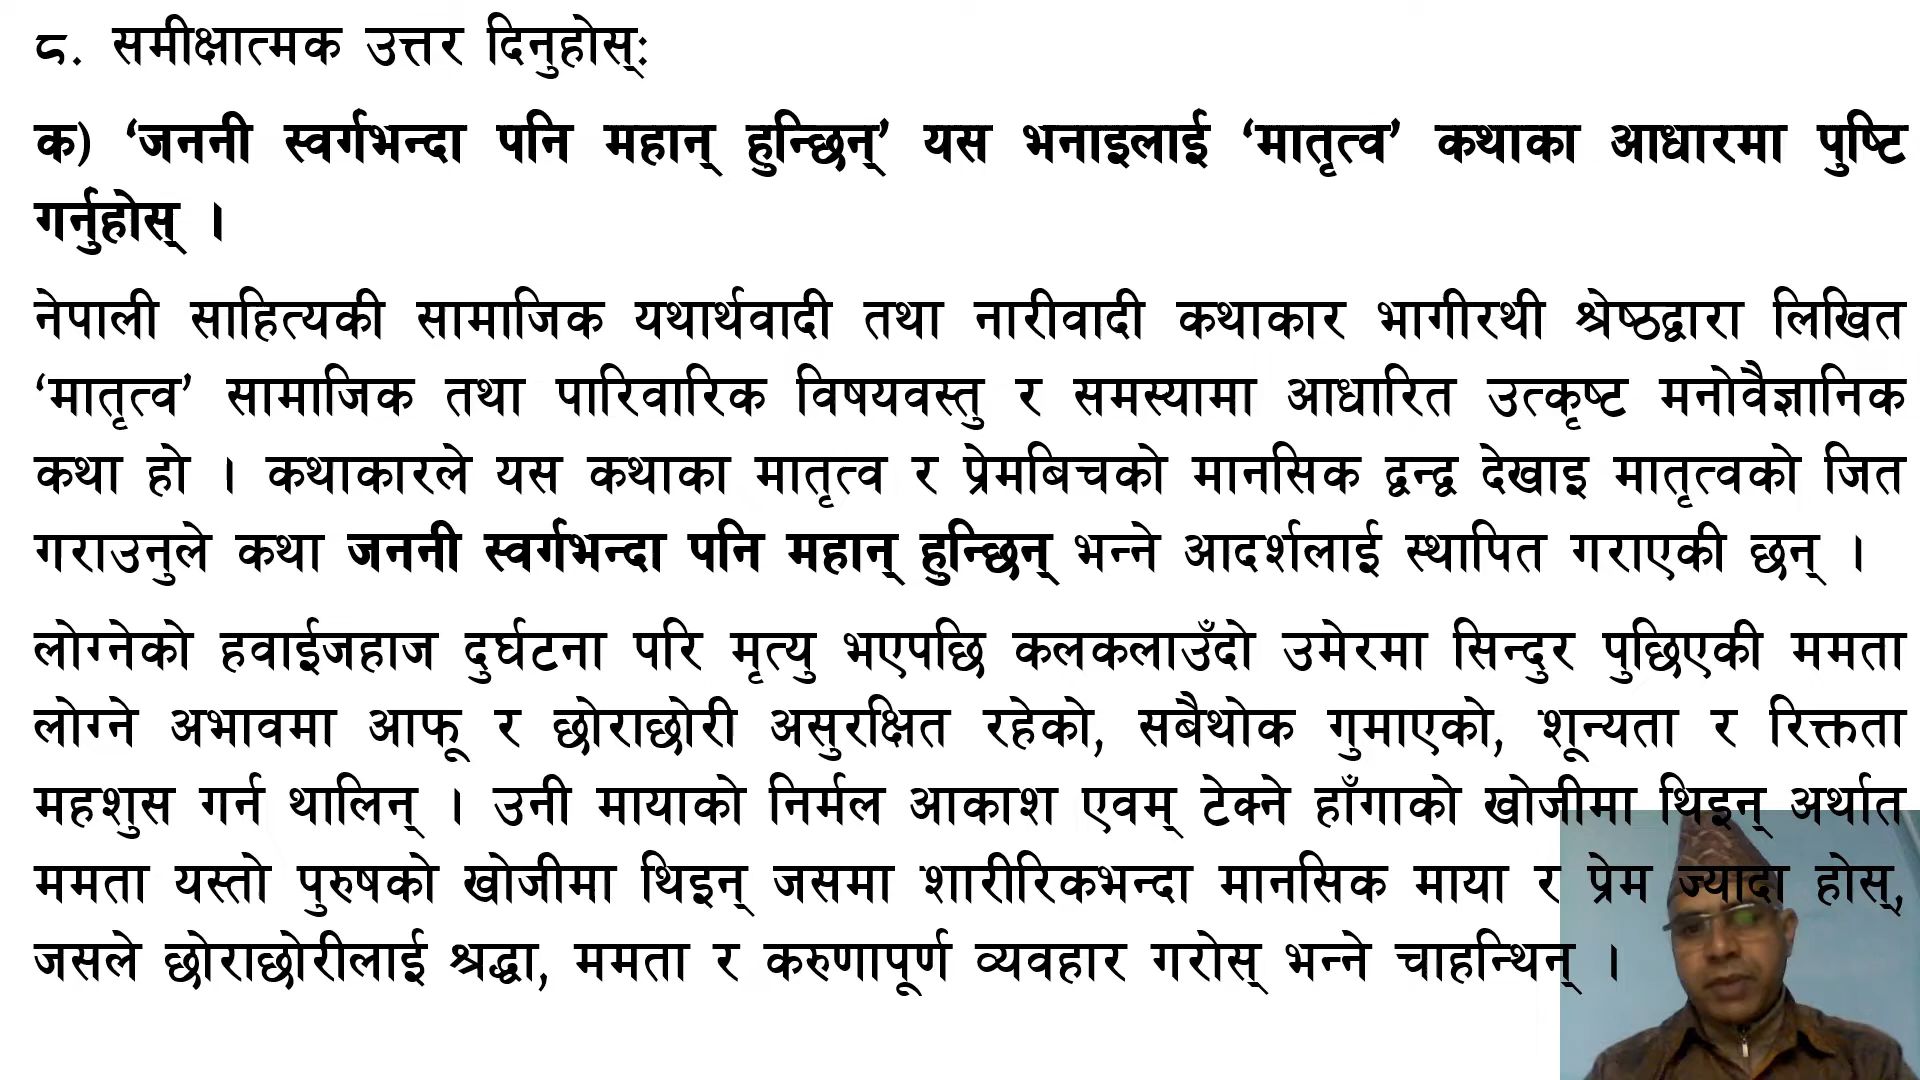 ८. समीक्षात्मक उत्तर दिनुहोस्:
क) ‘जननी स्वर्गभन्दा पनि महान् हुन्छिन्’ यस भनाइलाई ‘मातृत्व’ कथाका आधारमा पुष्टि
गर्नुहोस् ।
नेपाली साहित्यकी सामाजिक यथार्थवादी तथा नारीवादी कथाकार भागीरथी श्रेष्ठद्वारा लिखित
‘मातृत्व’ सामाजिक तथा पारिवारिक विषयवस्तु र समस्यामा आधारित उत्कृष्ट मनोवैज्ञानिक
कथा हो । कथाकारले यस कथाका मातृत्व र प्रेमबिचको मानसिक द्वन्द्व देखाइ मातृत्वको जित
गराउनुले कथा जननी स्वर्गभन्दा पनि महान् हुन्छिन् भन्ने आदर्शलाई स्थापित गराएकी छन् ।
लोग्नेको हवाईजहाज दुर्घटना परि मृत्यु भएपछि कलकलाउँदो उमेरमा सिन्दुर पुछिएकी ममता
लोग्ने अभावमा आफू र छोराछोरी असुरक्षित रहेको, सबैथोक गुमाएको, शून्यता र रिक्तता
महशुस गर्न थालिन् । उनी मायाको निर्मल आकाश एवम् टेक्ने हाँगाको खोजीमा थिइन् अर्थात
ममता यस्तो पुरुषको खोजीमा थिइन् जसमा शारीरिकभन्दा मानसिक माया र प्रेम ज्यादा होस्,
जसले छोराछोरीलाई श्रद्धा, ममता र करुणापूर्ण व्यवहार गरोस् भन्ने चाहन्थिन् ।